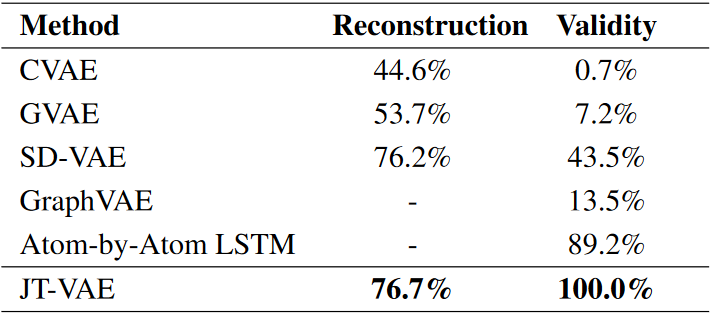 Method Reconstruction Validity
CVAE 44.6% 0.7%
GVAE 53.7% 7.2%
SD-VAE 76.2% 43.5%
GraphVAE - 13.5%
Atom-by-Atom LSTM - 89.2%
JT-VAE 76.7% 100.0%